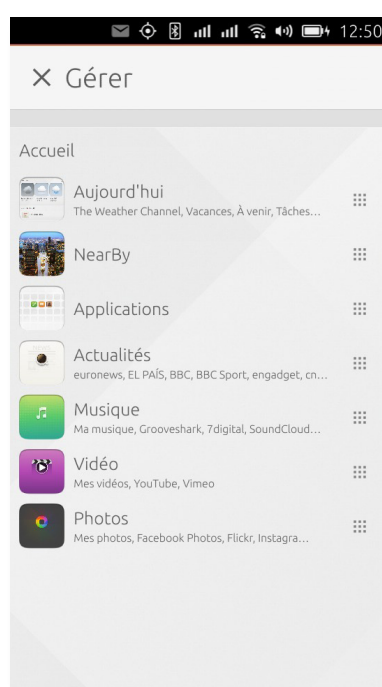 12:50
Gérer
Accueil
Aujourd'hui
The Weather Channel, Vacances, À venir, Tâches…
NearBy
Applications
Actualités
euronews, EL PAÍS, BBC, BBC Sport, engadget, cn…
Musique
Ma musique, Grooveshark, 7digital, SoundCloud…
Vidéo
Mes vidéos, YouTube, Vimeo
Photos
Mes photos, Facebook Photos, Flickr, Instagra…